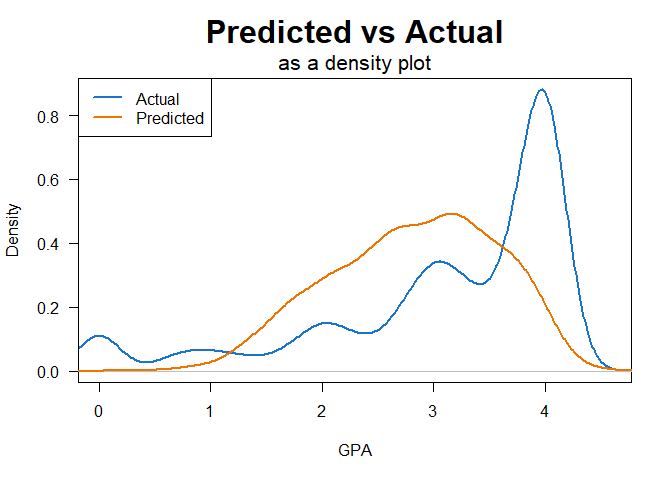 Predicted vs Actual
as a density plot
Actual
Predicted
Density
0.8
0.6
0.4
0.2
0.0
0 1 2 3 4
GPA